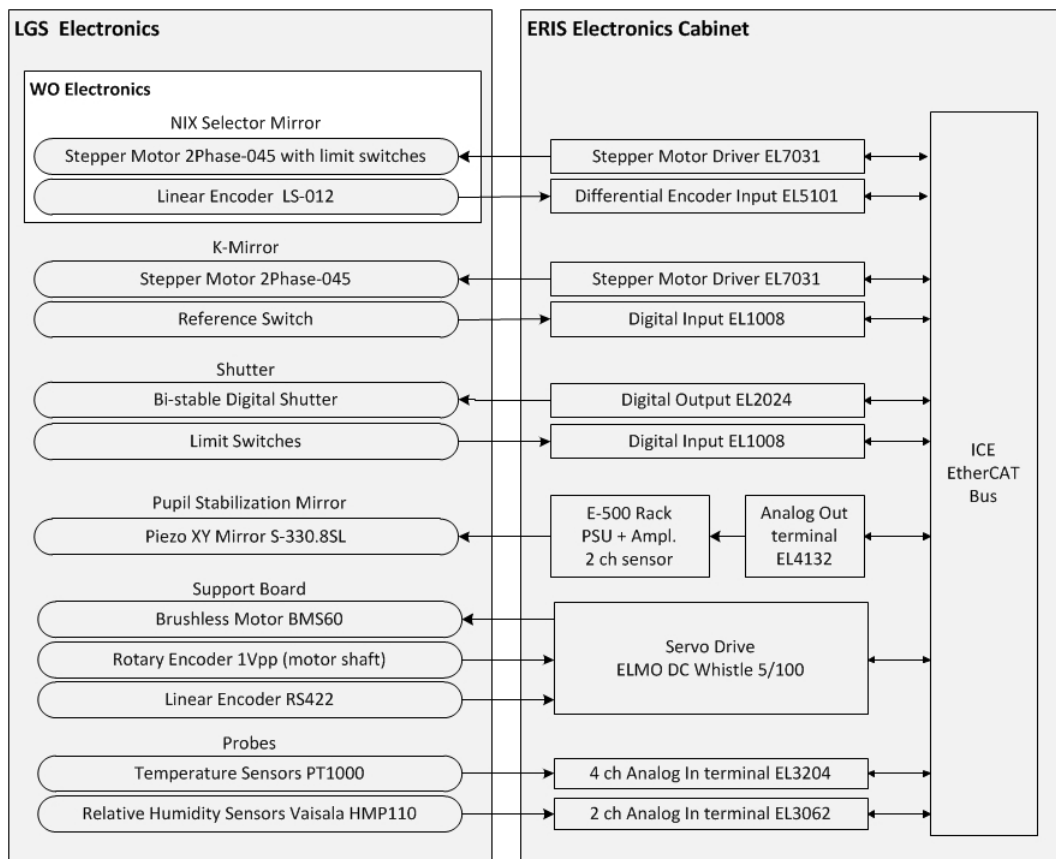 LGS Electronics
WO Electronics
NIX Selector Mirror
Stepper Motor 2Phase-045 with limit switches
Linear Encoder LS-012
K-Mirror
Stepper Motor 2Phase-045
Reference Switch
Shutter
Bi-stable Digital Shutter
Limit Switches
Pupil Stabilization Mirror
Piezo XY Mirror S-330.8SL
Support Board
Brushless Motor BMS60
Rotary Encoder 1Vpp (motor shaft)
Linear Encoder RS422
Probes
Temperature Sensors PT1000
Relative Humidity Sensors Vaisala HMP110
ERIS Electronics Cabinet
Stepper Motor Driver EL7031
Differential Encoder Input EL5101
Stepper Motor Driver EL7031
Digital Input EL1008
Digital Output EL2024
Digital Input EL1008
E-500 Rack
PSU + Ampl.
2 ch sensor
Analog Out
terminal
EL4132
Servo Drive
ELMO DC Whistle 5/100
4 ch Analog In terminal EL3204
2 ch Analog In terminal EL3062
ICE
EtherCAT
Bus